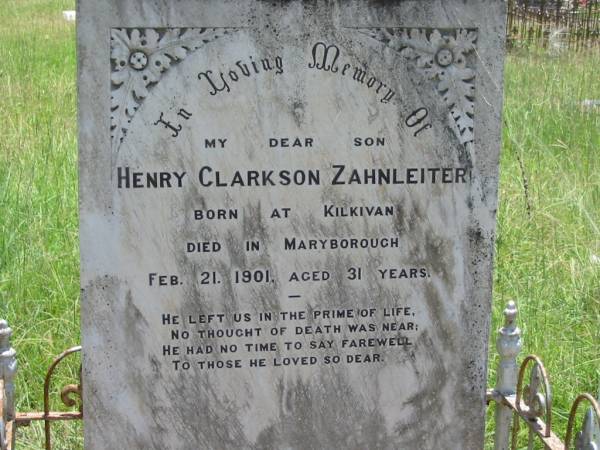 In Loving Memory Of
MY DEAR SON
HENRY CLARKSON ZAHNLEITER
BORN AT KILKIVAN
DIED IN MARYBOROUGH
FEB. 21. 1901, AGED 31 YEARS.
HE LEFT US IN THE PRIME OF LIFE,
NO THOUGHT OF DEATH WAS NEAR;
HE HAD NO TIME TO SAY FAREWELL
TO THOSE HE LOVED SO DEAR.